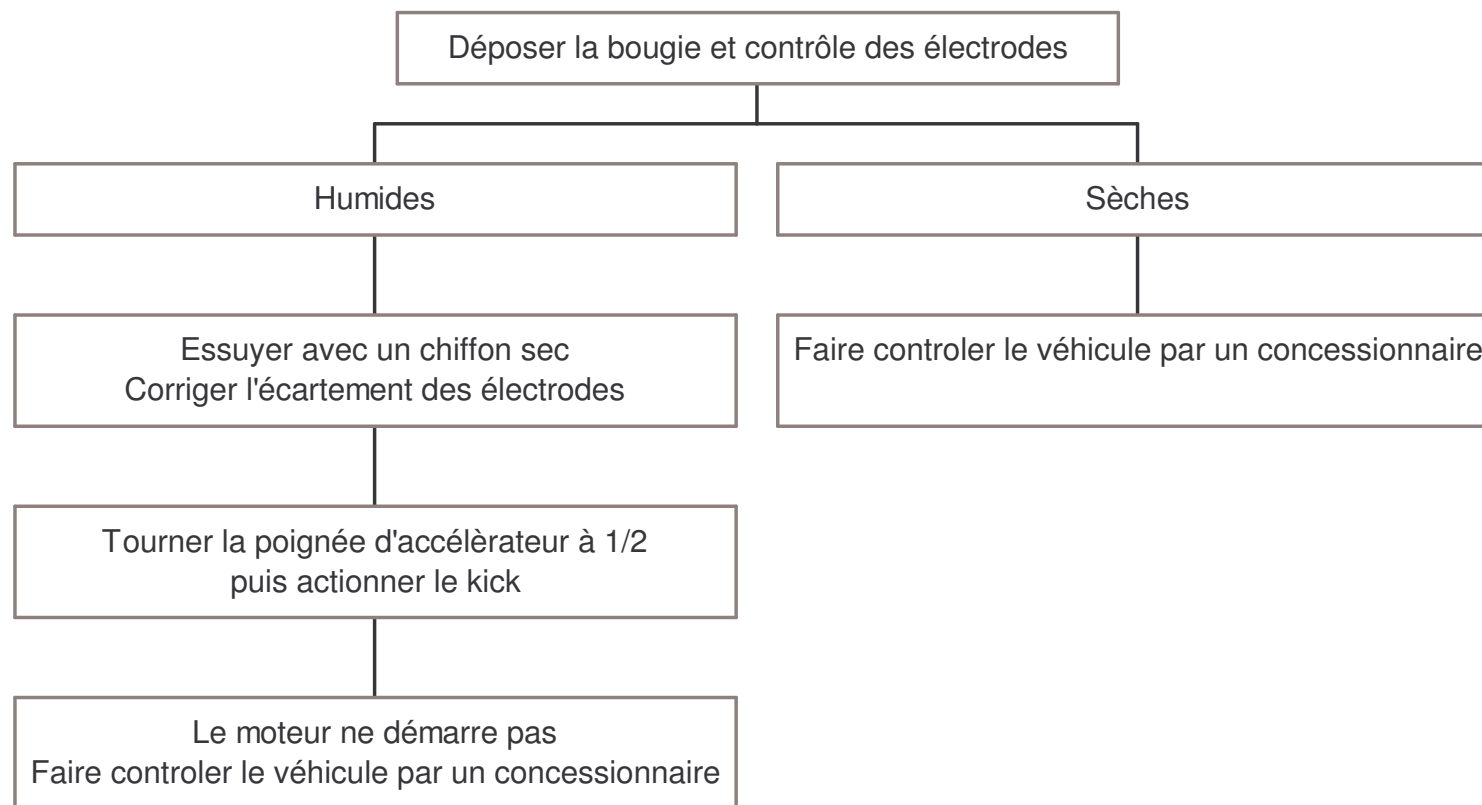 Déposer la bougie et contrôle des électrodes
Humides
Sèches
Essuyer avec un chiffon sec
Corriger l'écartement des électrodes
Faire controler le véhicule par un concessionnaire
Tourner la poignée d'accélèrateur à 1/2
puis actionner le kick
Le moteur ne démarre pas
Faire controler le véhicule par un concessionnaire